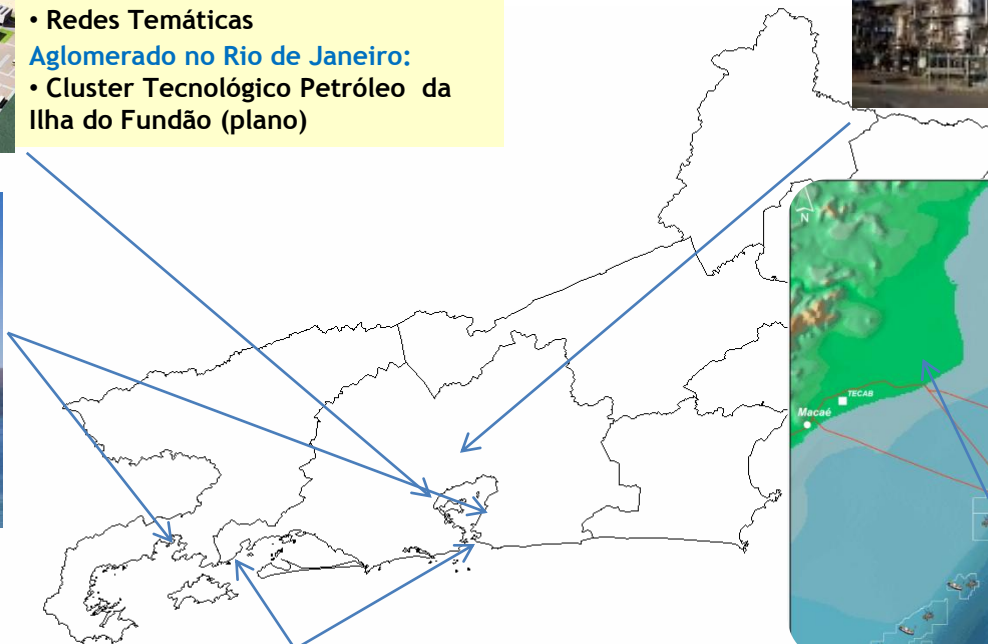 • Redes Temáticas
Aglomerado no Rio de Janeiro:
• Cluster Tecnológico Petróleo da
Ilha do Fundão (plano)
N
TECAB
Macaé